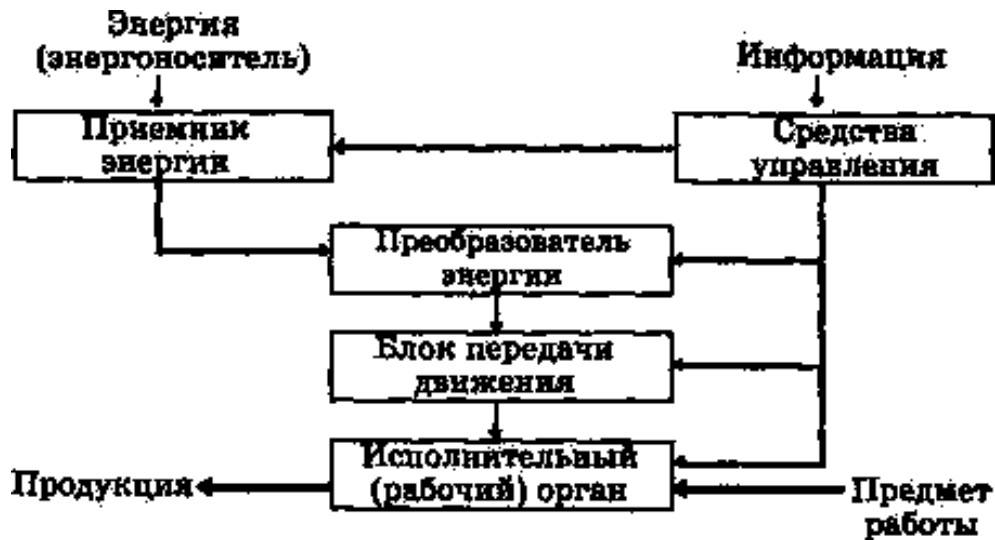 Энергия
(энергоноситель)
Информация
Приемник
энергии
Средства
управления
Преобразователь
энергии
Блок передачи
движения
Исполнительный
(рабочий) орган
Продукция
Предмет
работы